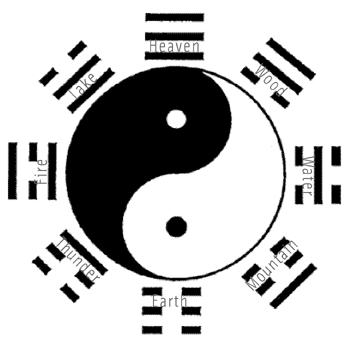 Heaven
Wood
Water
Mountain
Earth
Thunder
Fire
Lake